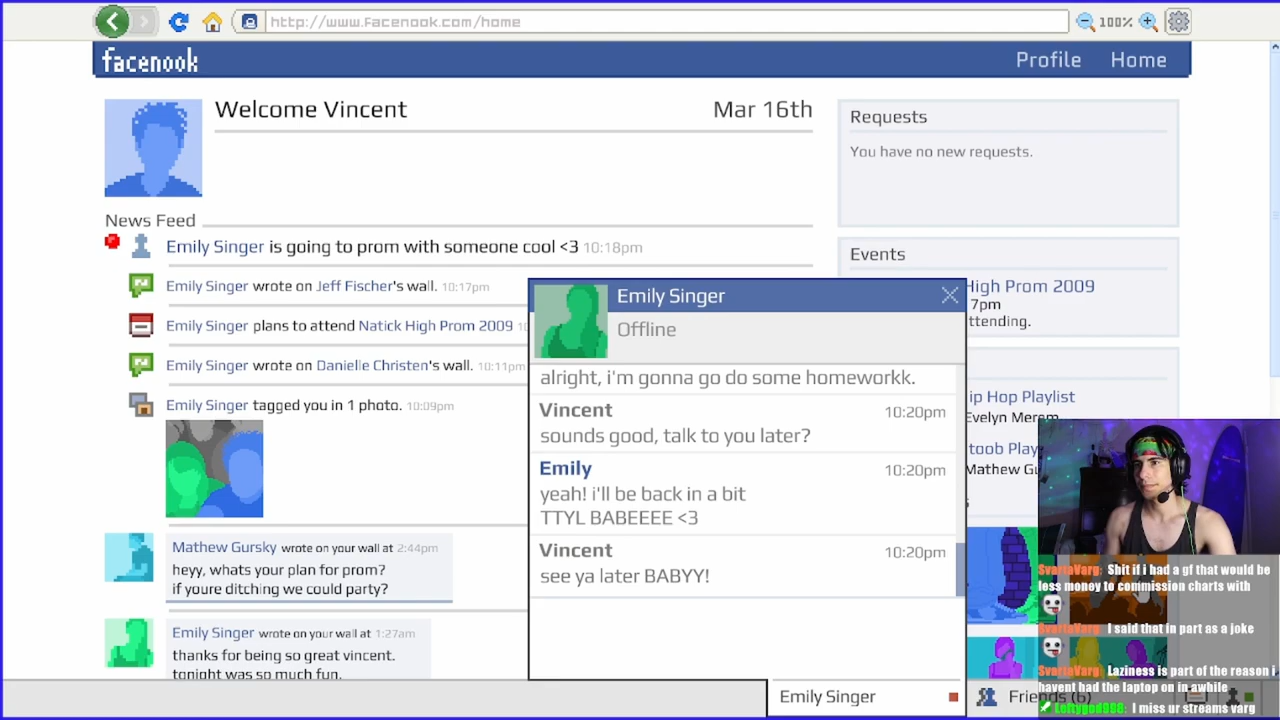 http://www.facenook.com/home
100%
facenook
Profile
Home
Welcome Vincent
Mar 16th
News Feed
Emily Singer is going to prom with someone cool <3 10:18pm
Emily Singer wrote on Jeff Fischer's wall. 10:17pm
Emily Singer plans to attend Natick High Prom 2009
Emily Singer wrote on Danielle Christen's wall. 10:11pm
Emily Singer tagged you in 1 photo. 10:09pm
Mathew Gursky wrote on your wall at 2:44pm
heyy, whats your plan for prom?
if youre ditching we could party?
Emily Singer wrote on your wall at 1:27am
thanks for being so great vincent.
tonight was so much fun.
Requests
You have no new requests.
Events
High Prom 2009
7pm
ttending.
ip Hop Playlist
Evelyn Merem
toob Play
Mathew Gu
Emily Singer
Offline
alright, i'm gonna go do some homeworkk.
Vincent 10:20pm
sounds good, talk to you later?
Emily 10:20pm
yeah! i'll be back in a bit
TTYL BABEEEE <3
Vincent 10:20pm
see ya later BABYY!
Emily Singer
Friends (6)
SvartaVarg: Shit if i had a gf that would be
less money to commission charts with
SvartaVarg: I said that in part as a joke
SvartaVarg: Laziness is part of the reason i
havent had the laptop on in awhile
Leftygod998: I miss ur streams varg